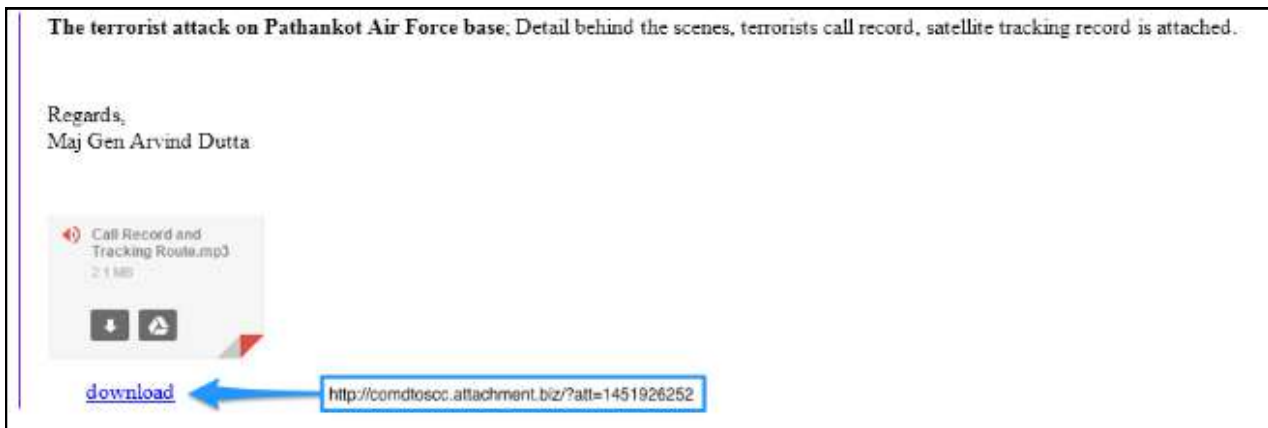 The terrorist attack on Pathankot Air Force base; Detail behind the scenes, terrorists call record, satellite tracking record is attached.
Regards,
Maj Gen Arvind Dutta
Call Record and
Tracking Route.mp3
2.1 MB
download
http://comdtoscc.attachment.biz/?att=1451926252